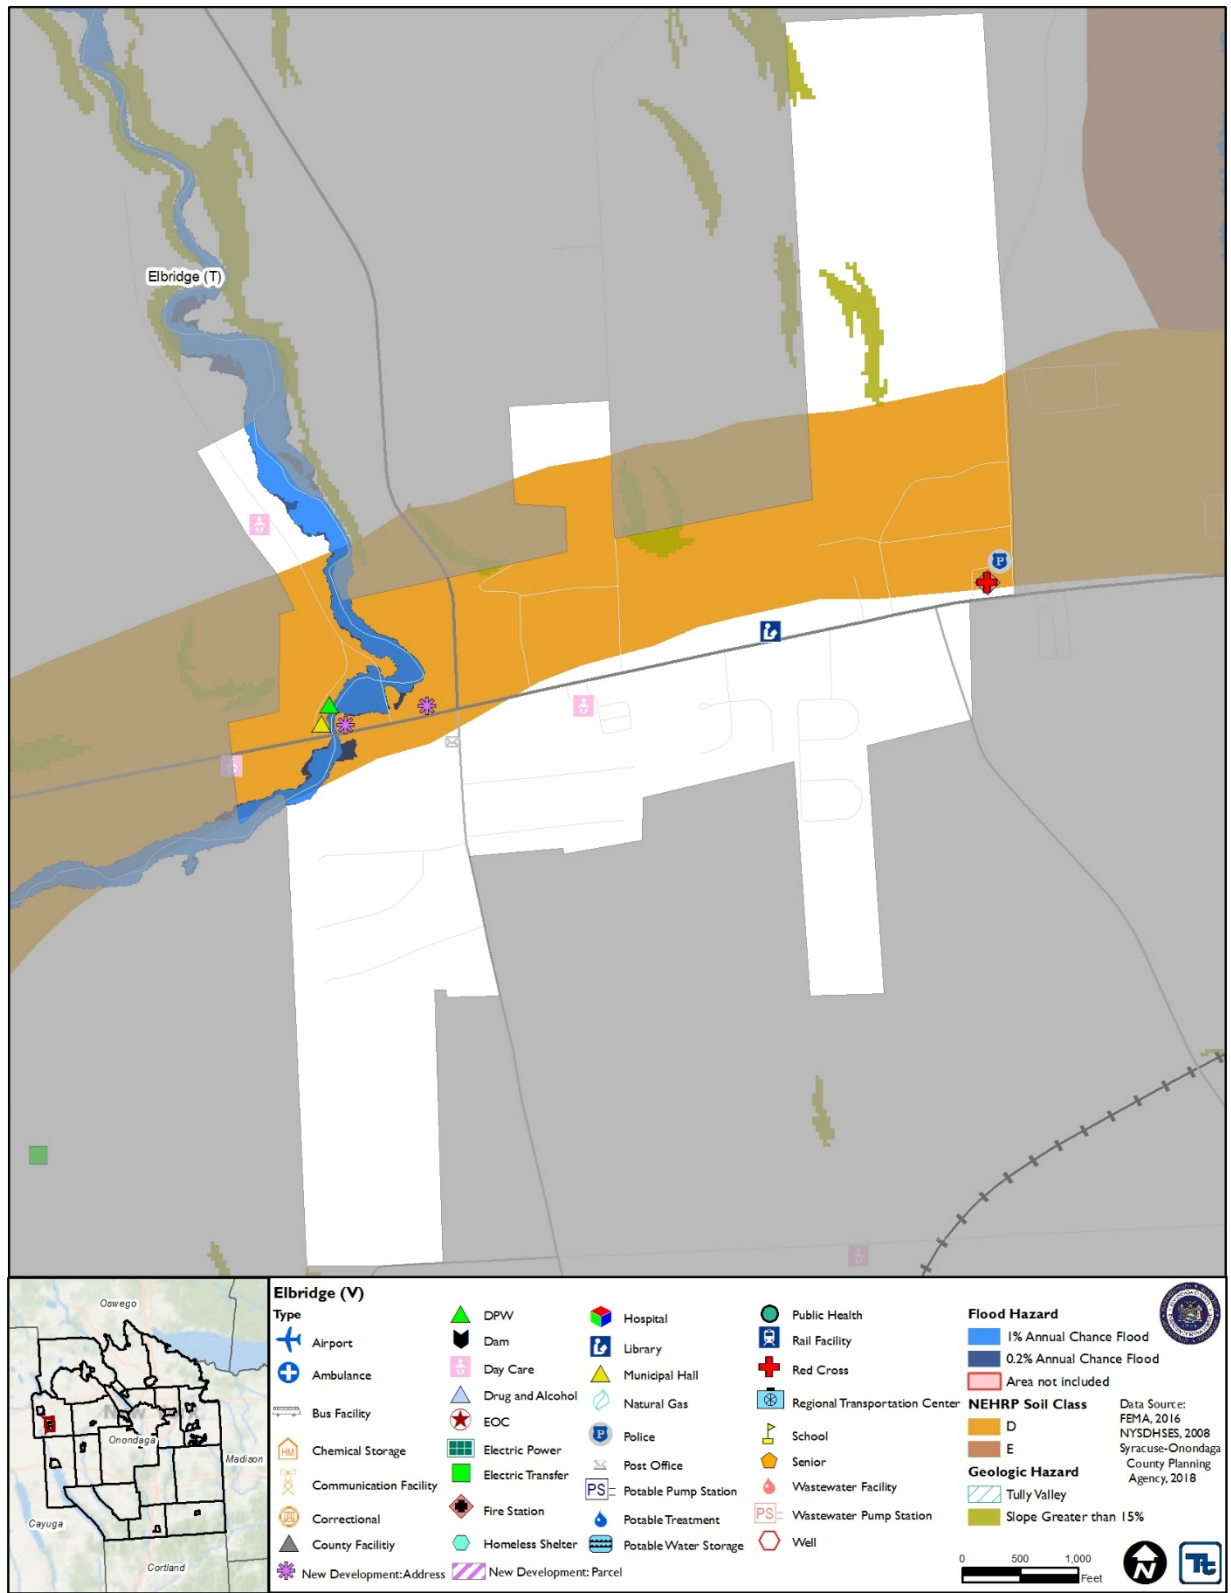 Elbridge (T)
P
Oswego
Onondaga
Madison
Cayuga
Cortland
Elbridge (V)
Type
Airport
Ambulance
Bus Facility
HM
Chemical Storage
Communication Facility
Correctional
County Facilitiy
New Development: Address
DPW
Dam
Day Care
Drug and Alcohol
EOC
Electric Power
Electric Transfer
Fire Station
Homeless Shelter
New Development: Parcel
Hospital
Library
Municipal Hall
Natural Gas
P
Police
Post Office
PS
Potable Pump Station
Potable Treatment
Potable Water Storage
Public Health
Rail Facility
Red Cross
Regional Transportation Center
School
Senior
Wastewater Facility
PS
Wastewater Pump Station
Well
Flood Hazard
1% Annual Chance Flood
0.2% Annual Chance Flood
Area not included
NEHRP Soil Class
D
E
Geologic Hazard
Tully Valley
Slope Greater than 15%
Data Source:
FEMA, 2016
NYSDHSES, 2008
Syracuse-Onondaga
County Planning
Agency, 2018
0 500 1,000
Feet
N
Tt